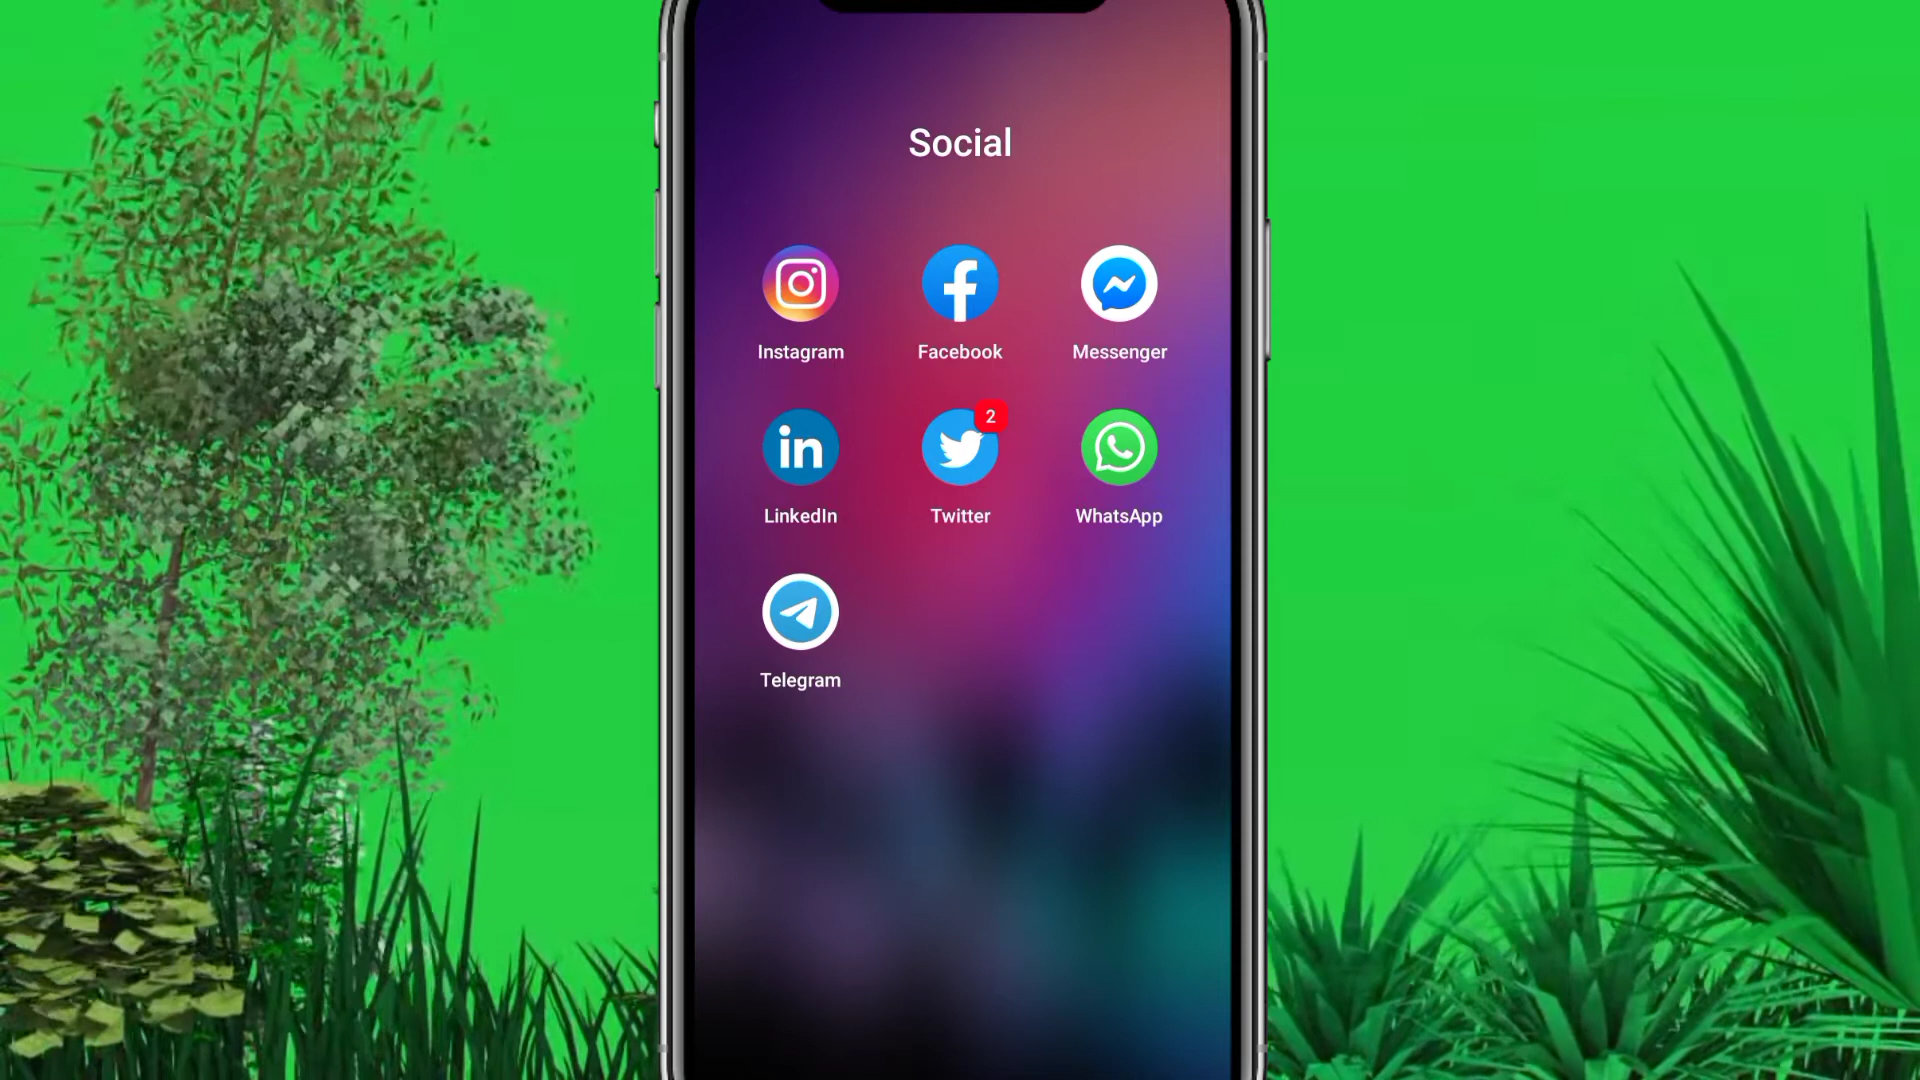 Social
Instagram Facebook Messenger
2
LinkedIn Twitter WhatsApp
Telegram